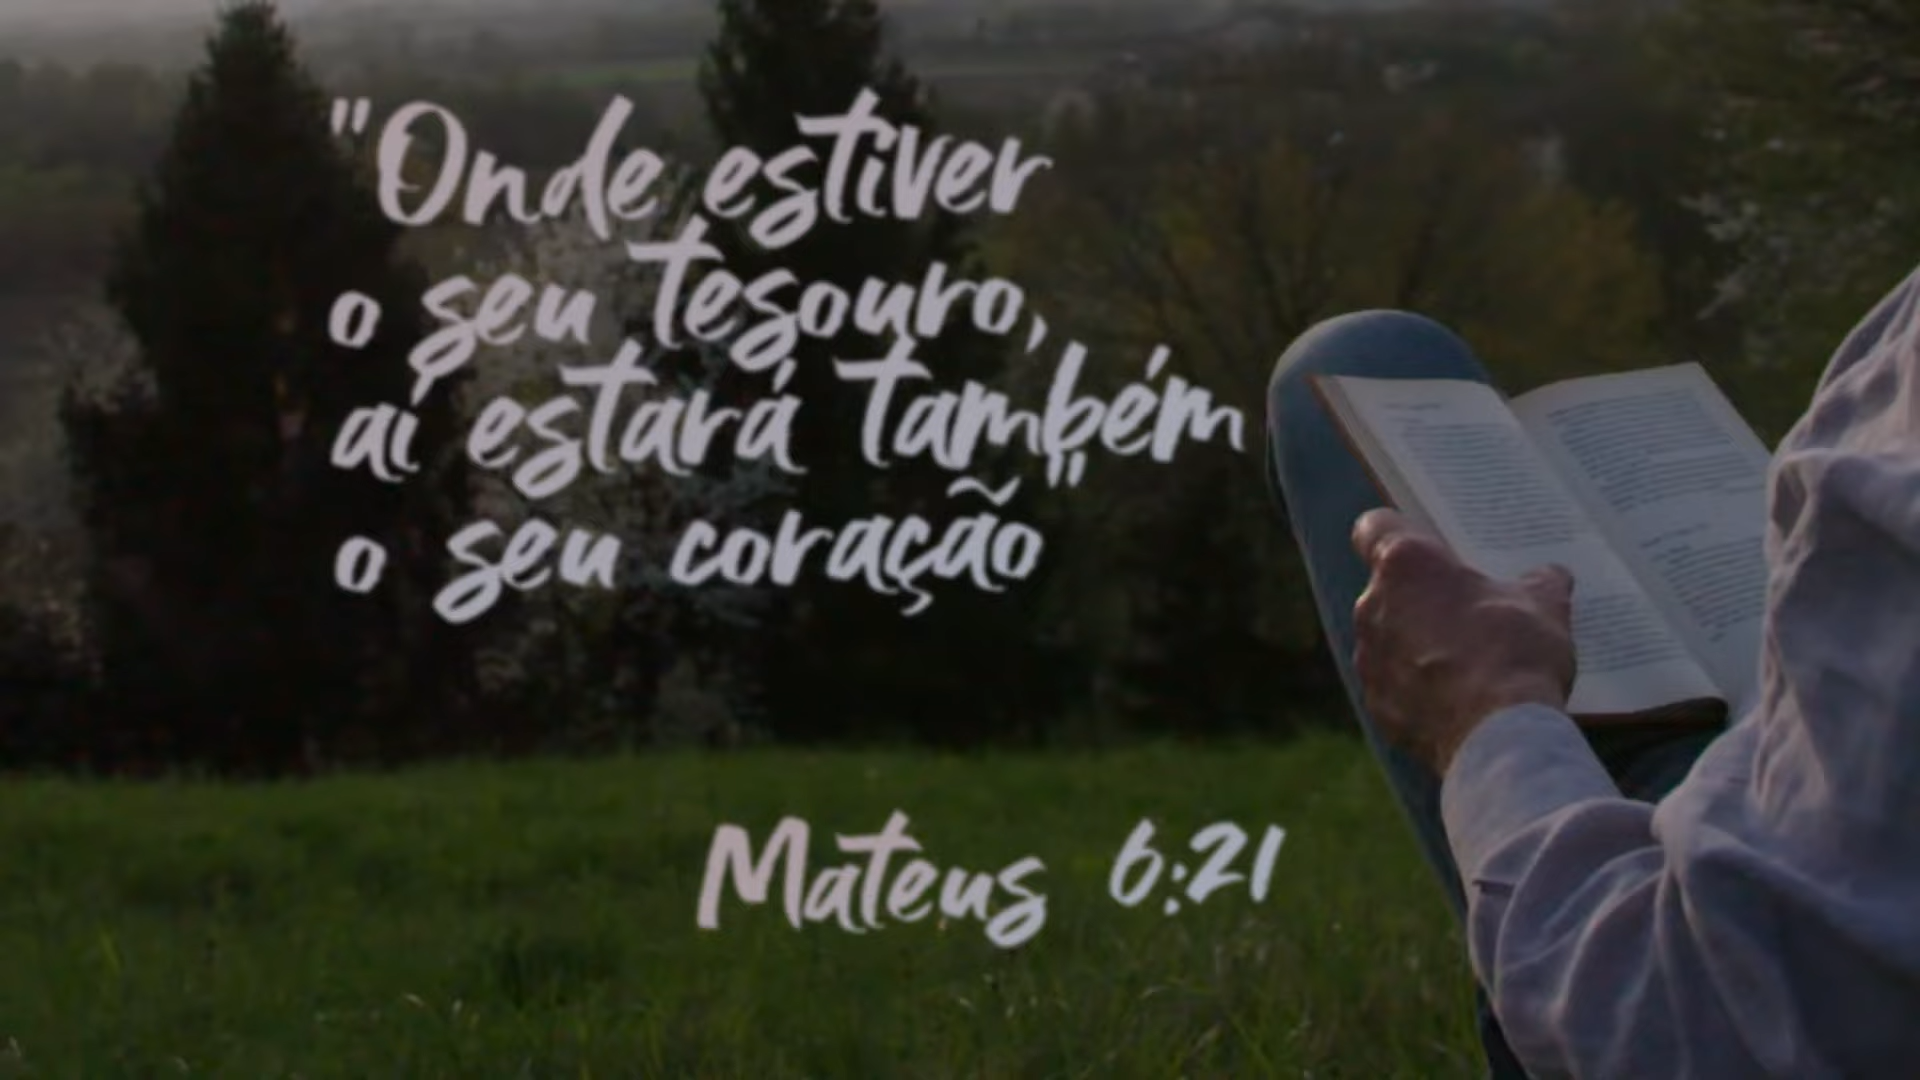 "Onde estiver
o seu tesouro,
aí estará também
o seu coração"
Mateus 6:21